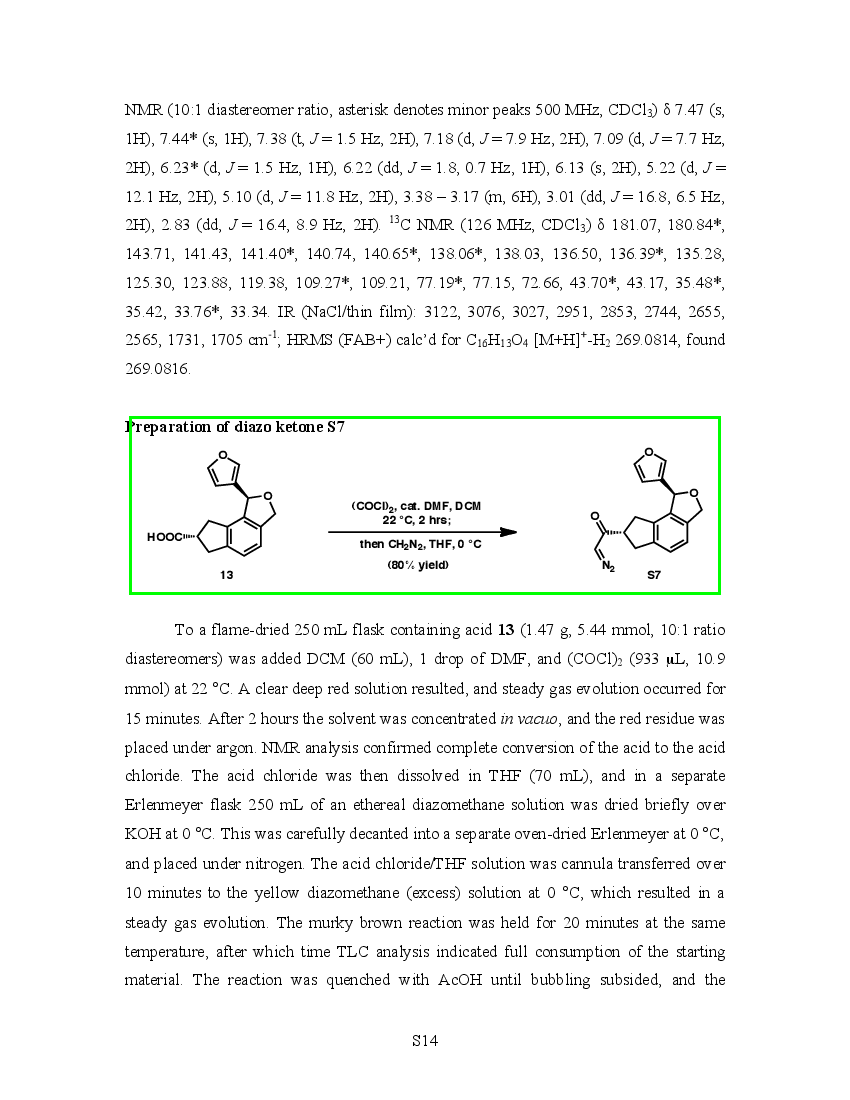 NMR (10:1 diastereomer ratio, asterisk denotes minor peaks 500 MHz, CDCl3) δ 7.47 (s,
1H), 7.44* (s, 1H), 7.38 (t, J = 1.5 Hz, 2H), 7.18 (d, J = 7.9 Hz, 2H), 7.09 (d, J = 7.7 Hz,
2H), 6.23* (d, J = 1.5 Hz, 1H), 6.22 (dd, J = 1.8, 0.7 Hz, 1H), 6.13 (s, 2H), 5.22 (d, J =
12.1 Hz, 2H), 5.10 (d, J = 11.8 Hz, 2H), 3.38 – 3.17 (m, 6H), 3.01 (dd, J = 16.8, 6.5 Hz,
2H), 2.83 (dd, J = 16.4, 8.9 Hz, 2H). 13C NMR (126 MHz, CDCl3) δ 181.07, 180.84*,
143.71, 141.43, 141.40*, 140.74, 140.65*, 138.06*, 138.03, 136.50, 136.39*, 135.28,
125.30, 123.88, 119.38, 109.27*, 109.21, 77.19*, 77.15, 72.66, 43.70*, 43.17, 35.48*,
35.42, 33.76*, 33.34. IR (NaCl/thin film): 3122, 3076, 3027, 2951, 2853, 2744, 2655,
2565, 1731, 1705 cm-1; HRMS (FAB+) calc’d for C16H13O4 [M+H]+-H2 269.0814, found
269.0816.
Preparation of diazo ketone S7
O
O
HOOC
13
(COCl)2, cat. DMF, DCM
22 °C, 2 hrs;
then CH2N2, THF, 0 °C
(80% yield)
O
O
O
N2
S7
To a flame-dried 250 mL flask containing acid 13 (1.47 g, 5.44 mmol, 10:1 ratio
diastereomers) was added DCM (60 mL), 1 drop of DMF, and (COCl)2 (933 μL, 10.9
mmol) at 22 °C. A clear deep red solution resulted, and steady gas evolution occurred for
15 minutes. After 2 hours the solvent was concentrated in vacuo, and the red residue was
placed under argon. NMR analysis confirmed complete conversion of the acid to the acid
chloride. The acid chloride was then dissolved in THF (70 mL), and in a separate
Erlenmeyer flask 250 mL of an ethereal diazomethane solution was dried briefly over
KOH at 0 °C. This was carefully decanted into a separate oven-dried Erlenmeyer at 0 °C,
and placed under nitrogen. The acid chloride/THF solution was cannula transferred over
10 minutes to the yellow diazomethane (excess) solution at 0 °C, which resulted in a
steady gas evolution. The murky brown reaction was held for 20 minutes at the same
temperature, after which time TLC analysis indicated full consumption of the starting
material. The reaction was quenched with AcOH until bubbling subsided, and the
S14